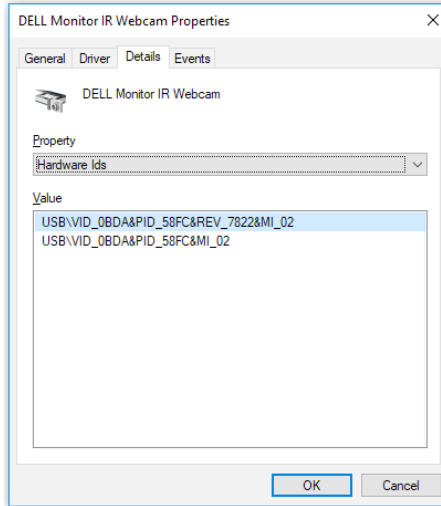 DELL Monitor IR Webcam Properties
General Driver Details Events
DELL Monitor IR Webcam
Property
Hardware Ids
Value
USB\VID_0BDA&PID_58FC&REV_7822&MI_02
USB\VID_0BDA&PID_58FC&MI_02
OK Cancel